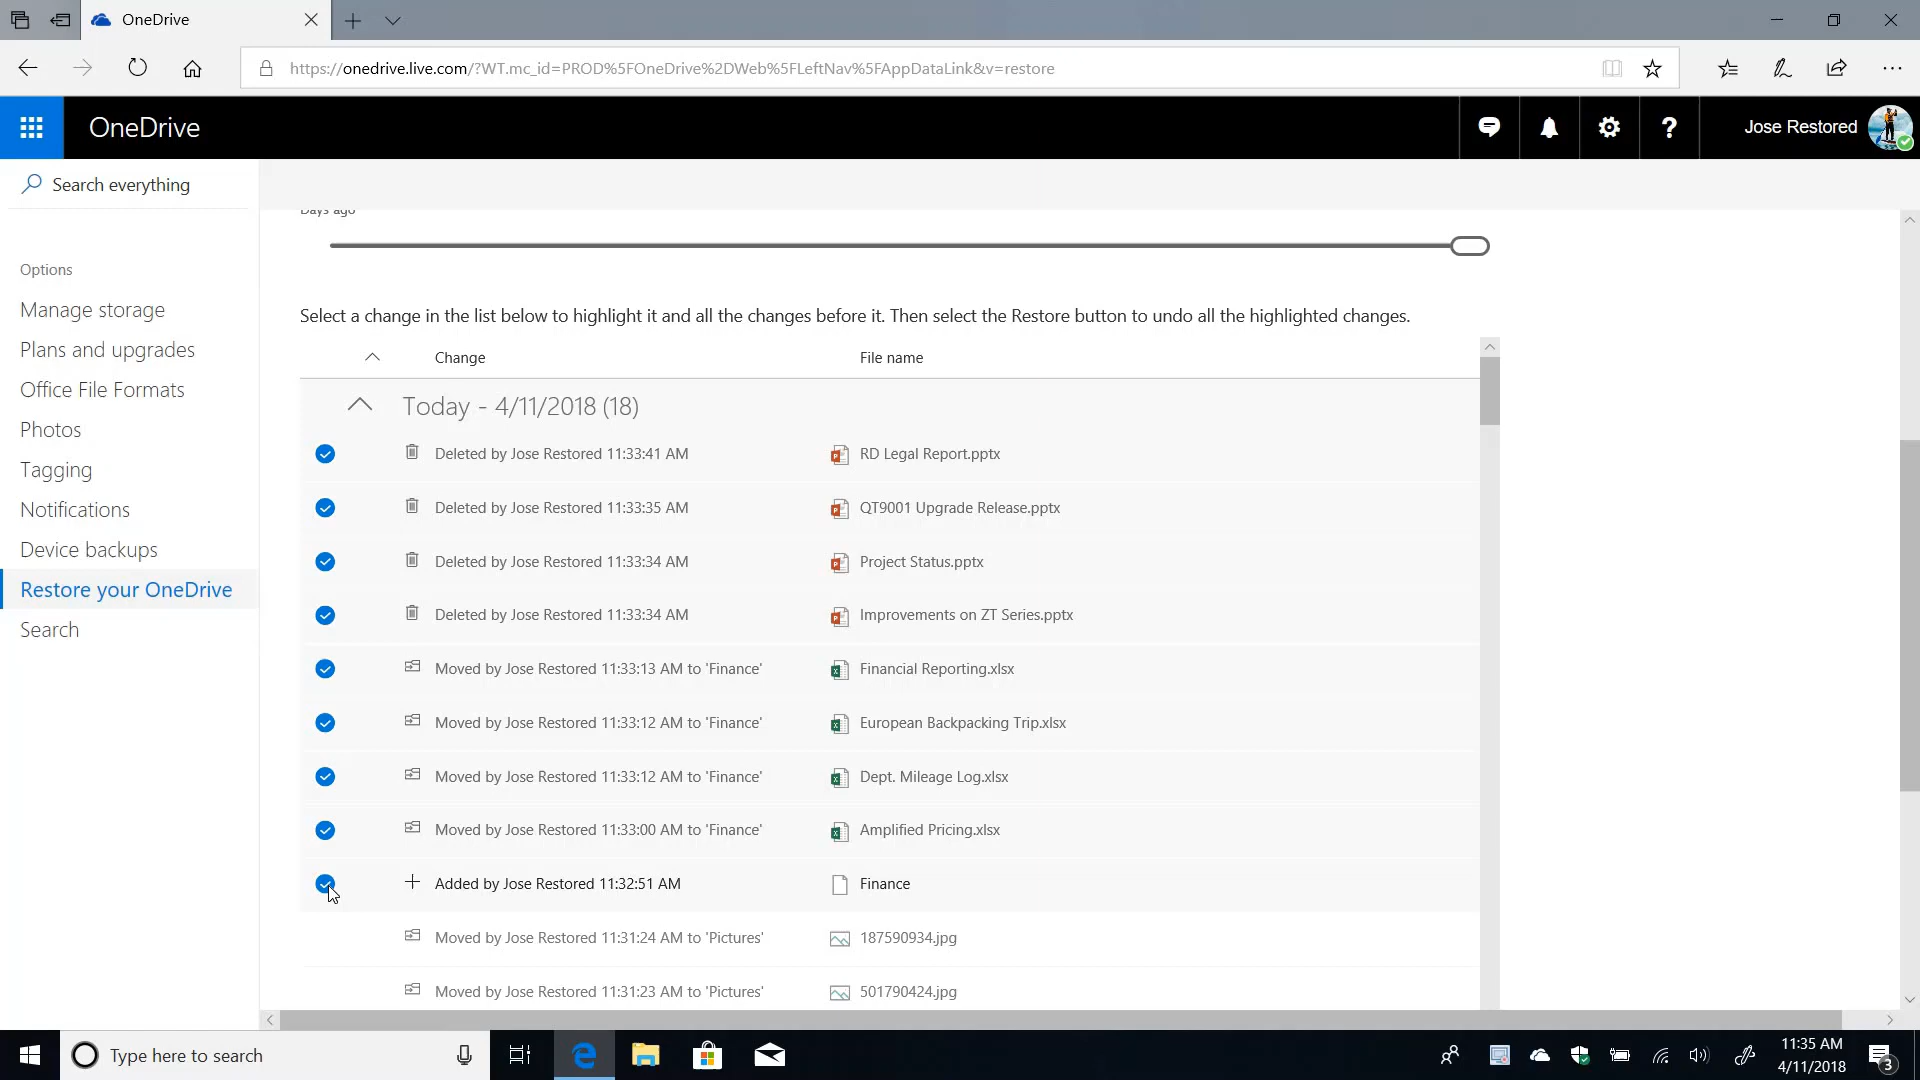 OneDrive
https://onedrive.live.com/?WT.mc_id=PROD%5FOneDrive%2DWeb%5FLeftNav%5FAppDataLink&v=restore
OneDrive
?
Jose Restored
Search everything
Days ago
Options
Manage storage
Plans and upgrades
Office File Formats
Photos
Tagging
Notifications
Device backups
Restore your OneDrive
Search
Select a change in the list below to highlight it and all the changes before it. Then select the Restore button to undo all the highlighted changes.
Change File name
Today - 4/11/2018 (18)
Deleted by Jose Restored 11:33:41 AM RD Legal Report.pptx
Deleted by Jose Restored 11:33:35 AM QT9001 Upgrade Release.pptx
Deleted by Jose Restored 11:33:34 AM Project Status.pptx
Deleted by Jose Restored 11:33:34 AM Improvements on ZT Series.pptx
Moved by Jose Restored 11:33:13 AM to 'Finance' Financial Reporting.xlsx
Moved by Jose Restored 11:33:12 AM to 'Finance' European Backpacking Trip.xlsx
Moved by Jose Restored 11:33:12 AM to 'Finance' Dept. Mileage Log.xlsx
Moved by Jose Restored 11:33:00 AM to 'Finance' Amplified Pricing.xlsx
Added by Jose Restored 11:32:51 AM Finance
Moved by Jose Restored 11:31:24 AM to 'Pictures' 187590934.jpg
Moved by Jose Restored 11:31:23 AM to 'Pictures' 501790424.jpg
Type here to search
11:35 AM
4/11/2018
3